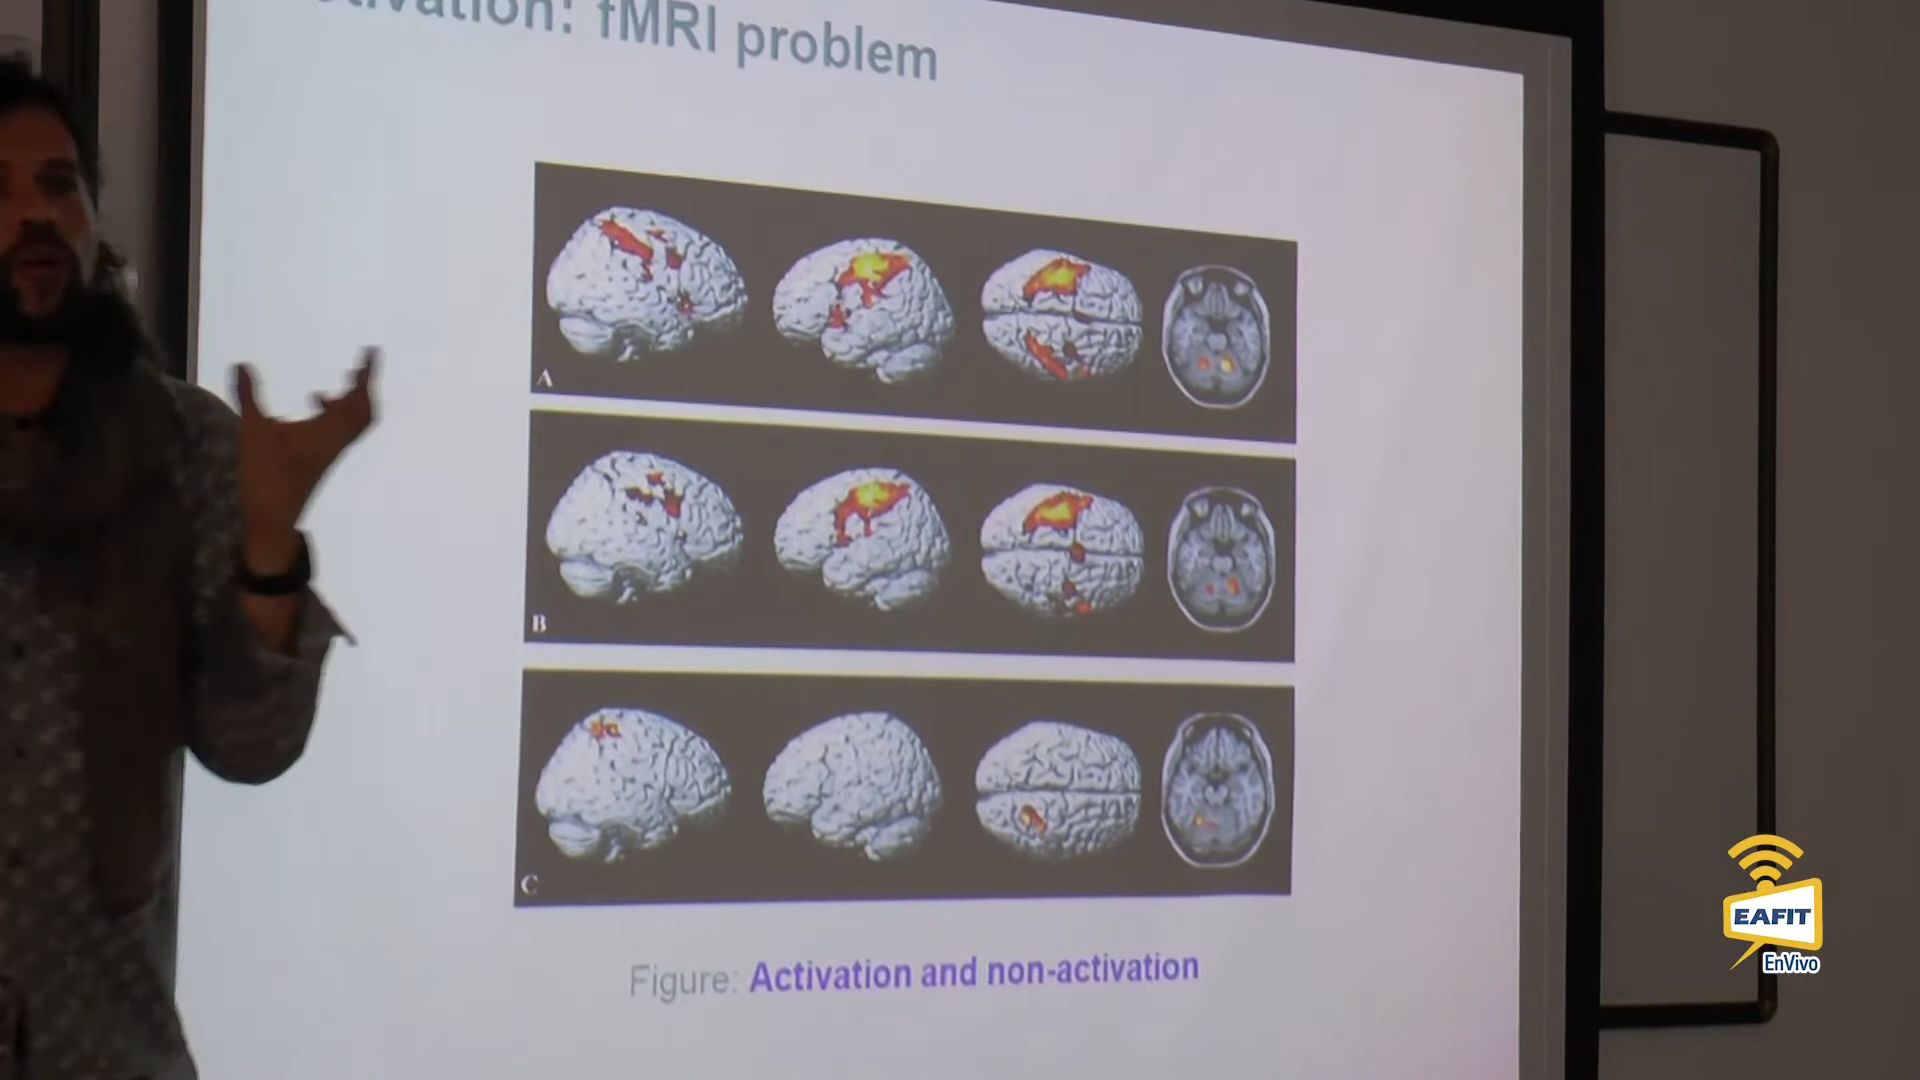 fMRI problem
A
B
C
Figure: Activation and non-activation
EAFIT
EnVivo